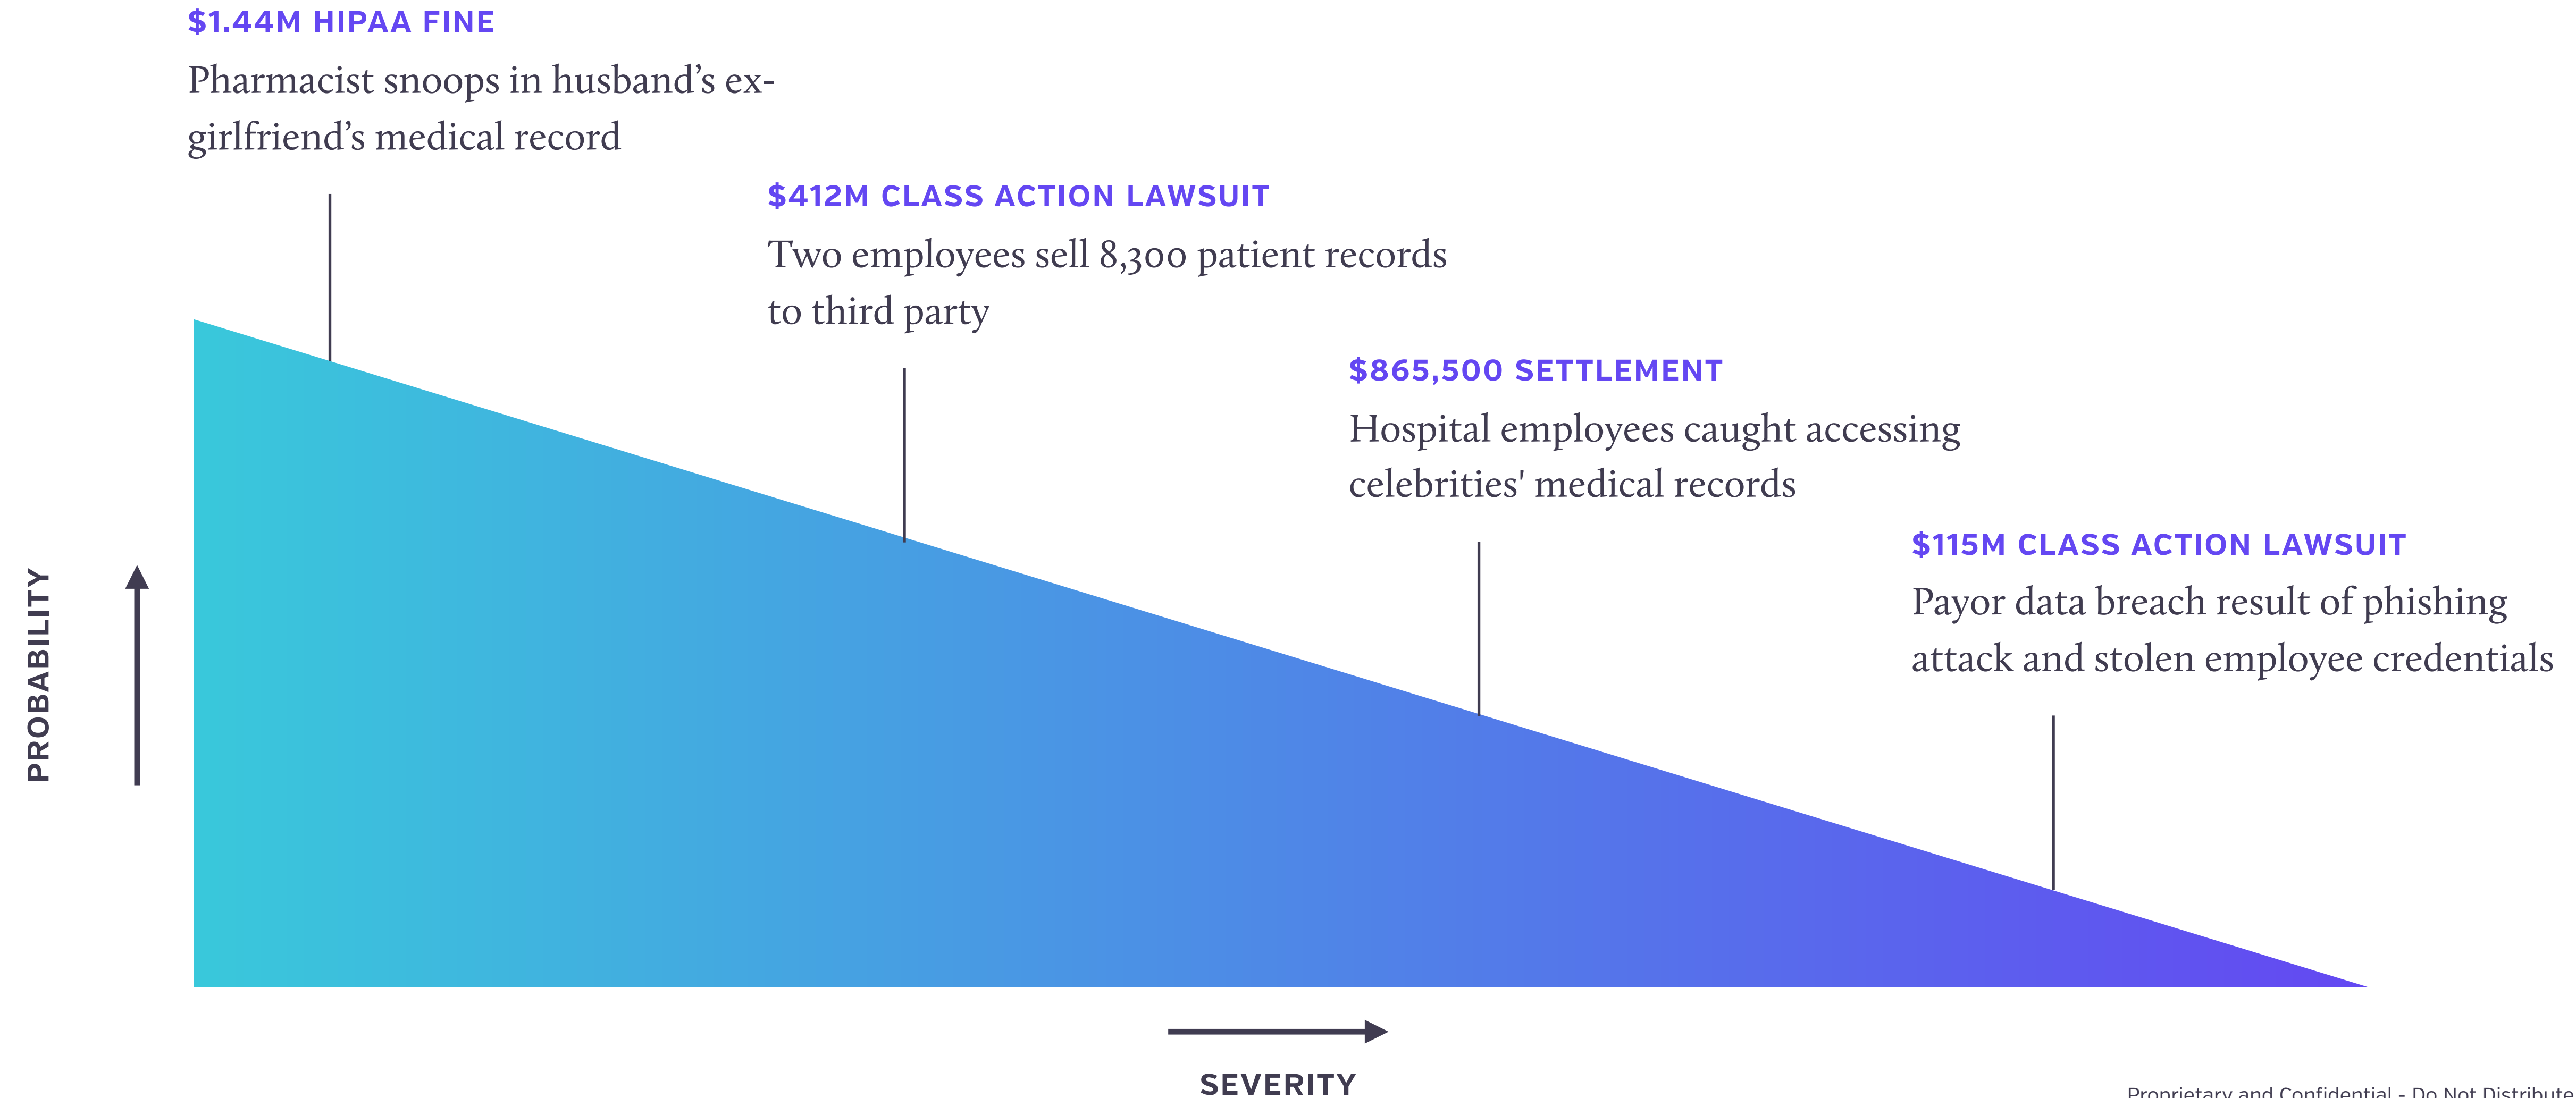 $1.44M HIPAA FINE
Pharmacist snoops in husband’s ex-
girlfriend’s medical record
$412M CLASS ACTION LAWSUIT
Two employees sell 8,300 patient records
to third party
$865,500 SETTLEMENT
Hospital employees caught accessing
celebrities' medical records
$115M CLASS ACTION LAWSUIT
Payor data breach result of phishing
attack and stolen employee credentials
PROBABILITY
SEVERITY
Proprietary and Confidential - Do Not Distribute